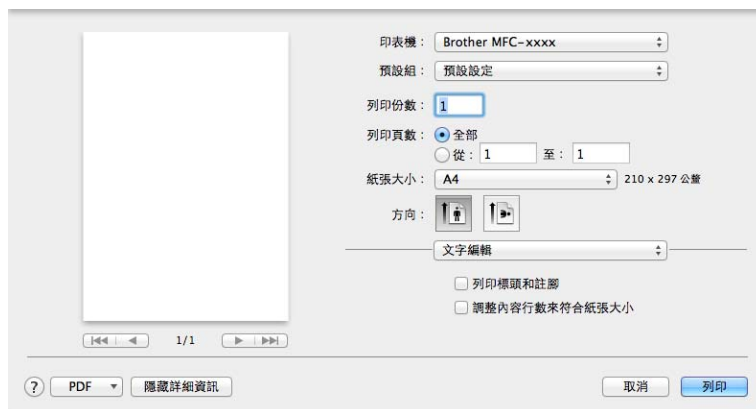 印表機： Brother MFC-xxxx
預設組： 預設設定
列印份數： 1
列印頁數： 全部
從： 1 至： 1
紙張大小： A4 210 x 297 公釐
方向：
文字編輯
列印標頭和註腳
調整內容行數來符合紙張大小
1/1
? PDF 隱藏詳細資訊 取消 列印